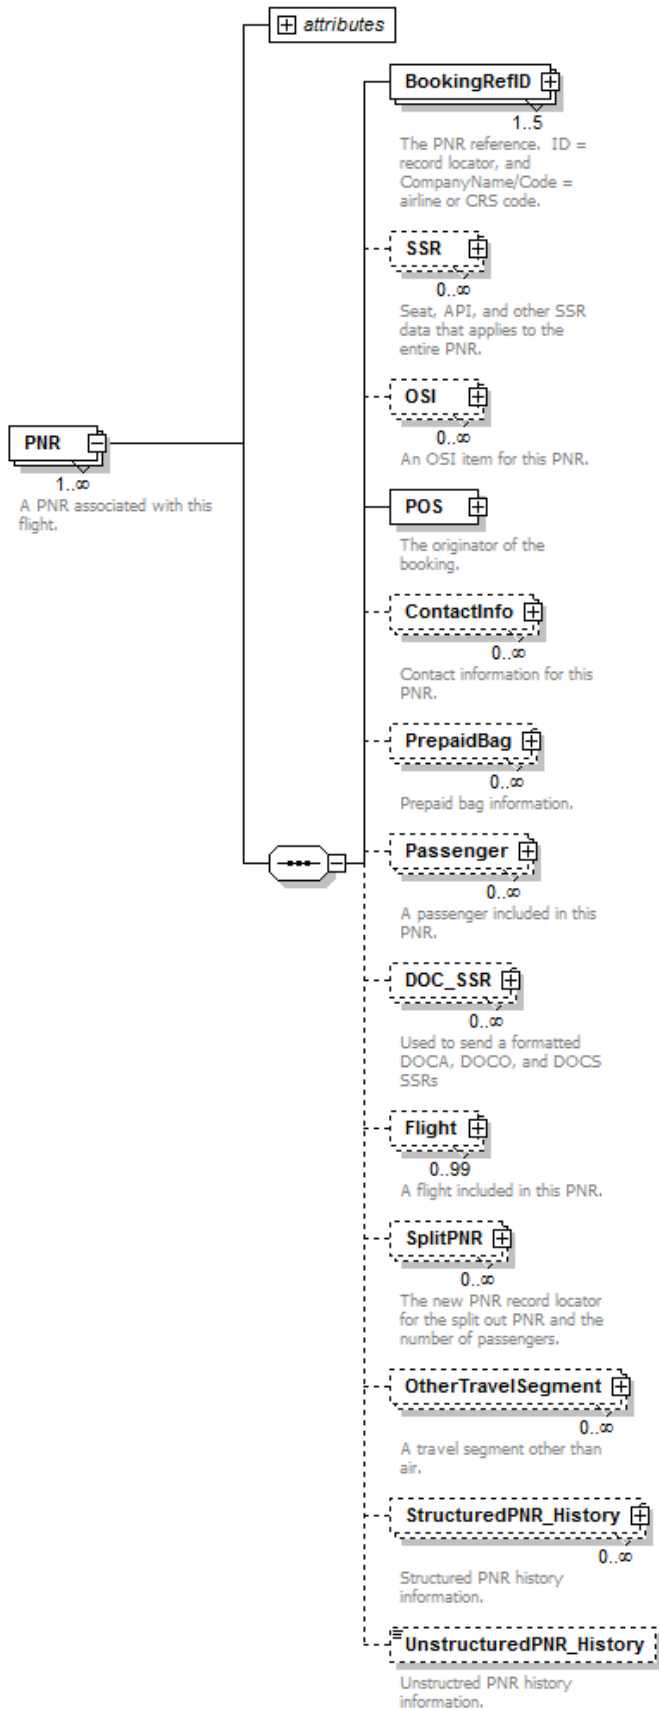 attributes
BookingRefID
1..5
The PNR reference.  ID =
record locator, and
CompanyName/Code =
airline or CRS code.
SSR
0..∞
Seat, API, and other SSR
data that applies to the
entire PNR.
OSI
0..∞
An OSI item for this PNR.
PNR
1..∞
A PNR associated with this
flight.
POS
The originator of the
booking.
ContactInfo
0..∞
Contact information for this
PNR.
PrepaidBag
0..∞
Prepaid bag information.
Passenger
0..∞
A passenger included in this
PNR.
DOC_SSR
0..∞
Used to send a formatted
DOCA, DOCO, and DOCS
SSRs
Flight
0..99
A flight included in this PNR.
SplitPNR
0..∞
The new PNR record locator
for the split out PNR and the
number of passengers.
OtherTravelSegment
0..∞
A travel segment other than
air.
StructuredPNR_History
0..∞
Structured PNR history
information.
UnstructuredPNR_History
Unstructred PNR history
information.